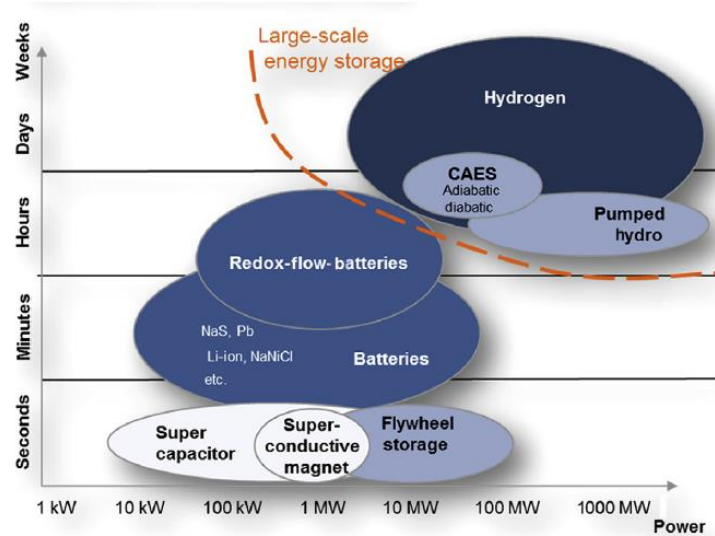 Weeks
Days
Hours
Minutes
Seconds
Large-scale
energy storage
Hydrogen
CAES
Adiabatic
diabatic
Pumped
hydro
Redox-flow-batteries
NaS, Pb
Li-ion, NaNiCl
etc.
Batteries
Super
capacitor
Super-
conductive
magnet
Flywheel
storage
1 kW 10 kW 100 kW 1 MW 10 MW 100 MW 1000 MW
Power